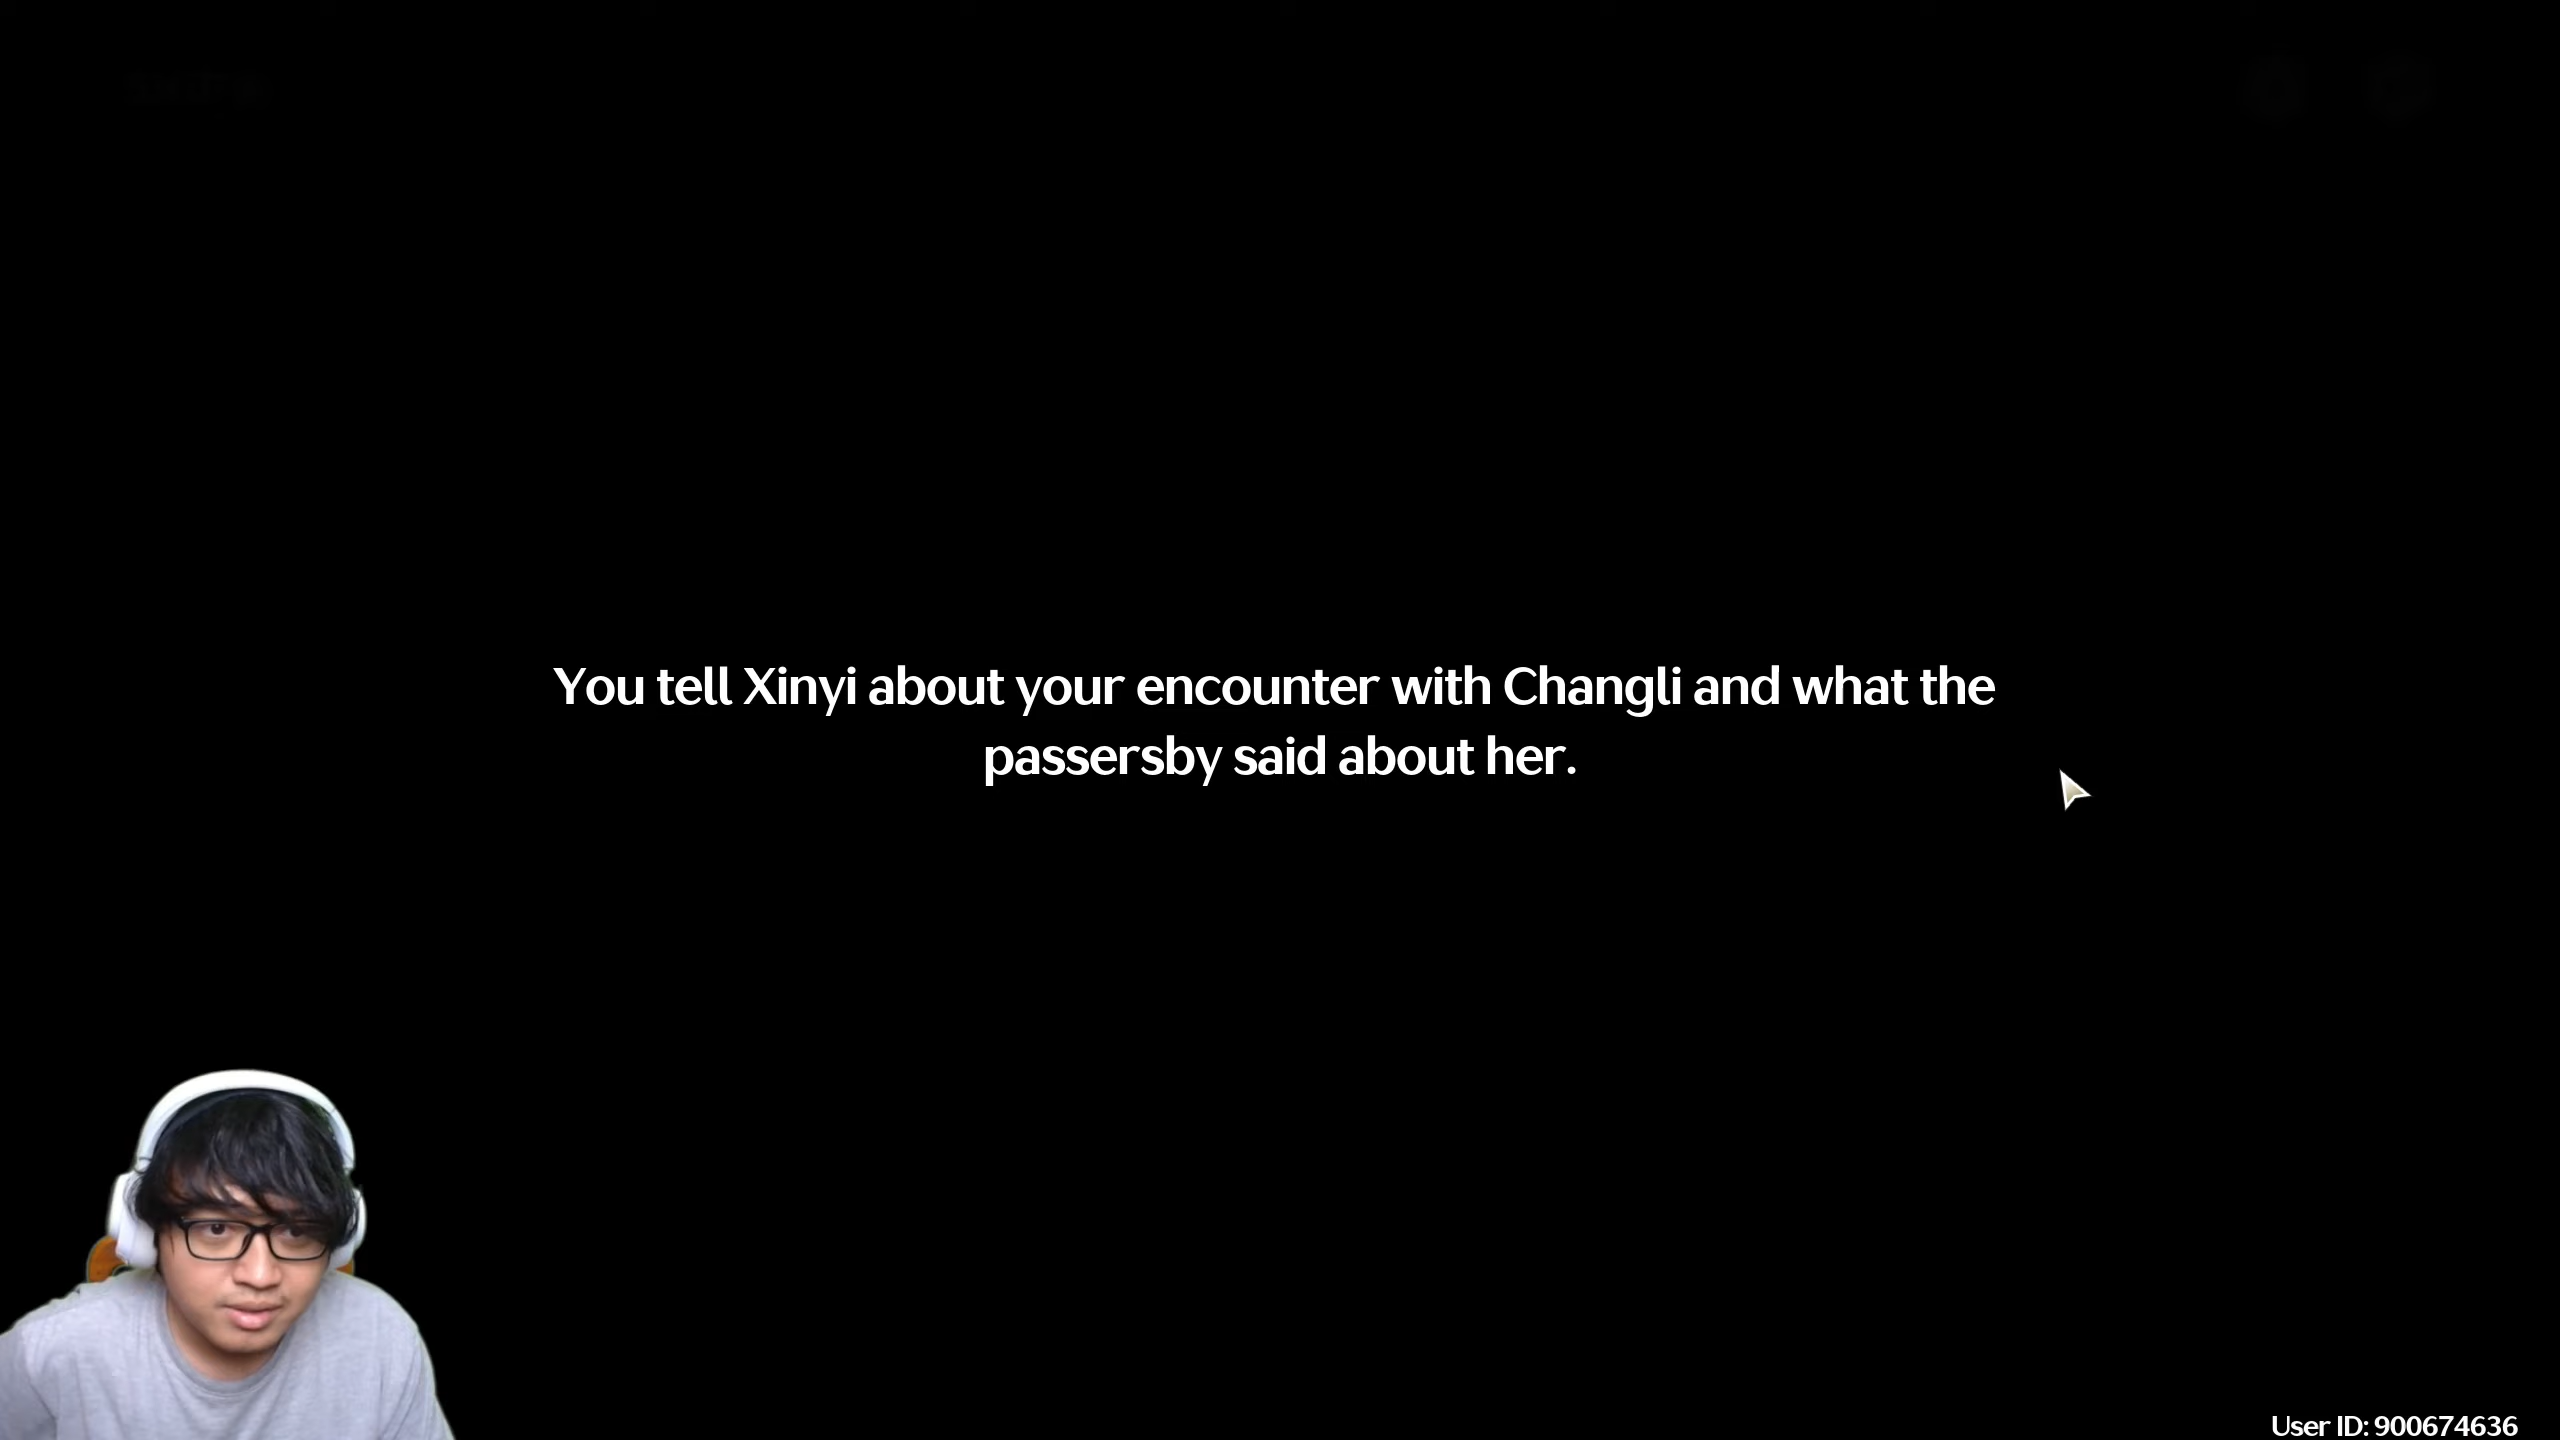 You tell Xinyi about your encounter with Changli and what the
passersby said about her.
User ID: 900674636